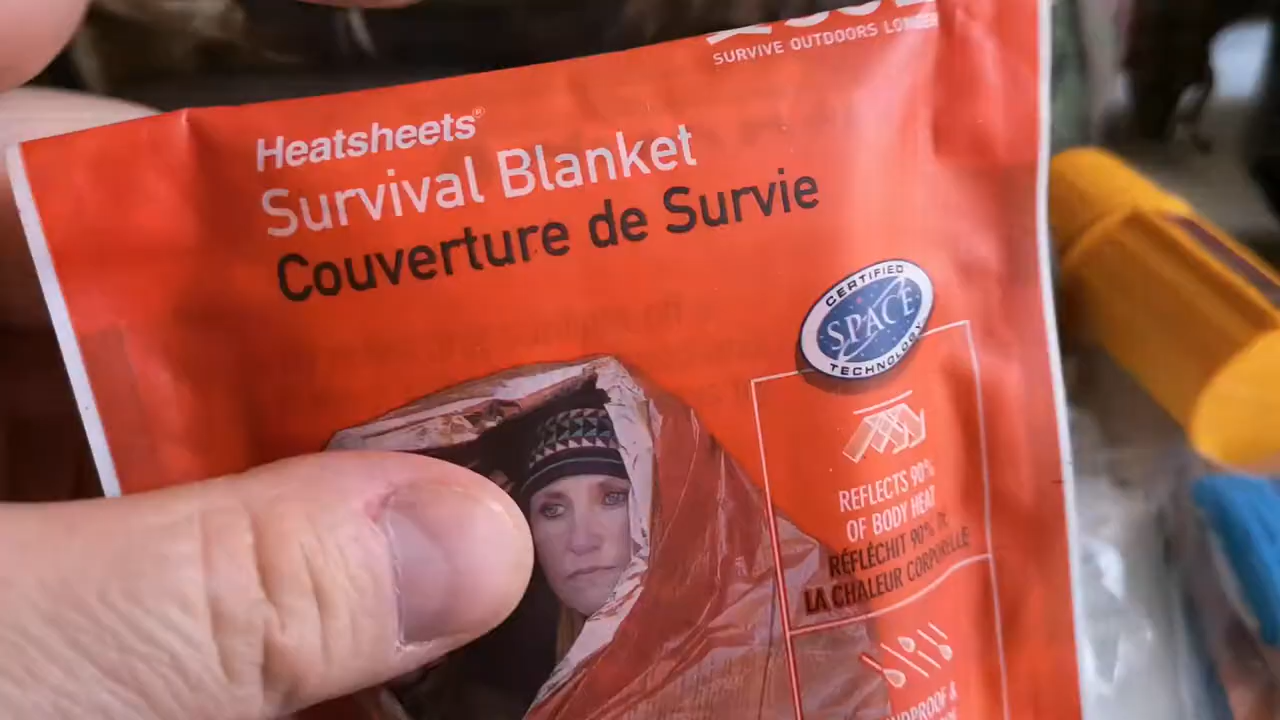 SURVIVE OUTDOORS LONGER
Heatsheets®
Survival Blanket
Couverture de Survie
CERTIFIED
SPACE
TECHNOLOGY
REFLECTS 90%
OF BODY HEAT
RÉFLÉCHIT 90% DE
LA CHALEUR CORPORELLE